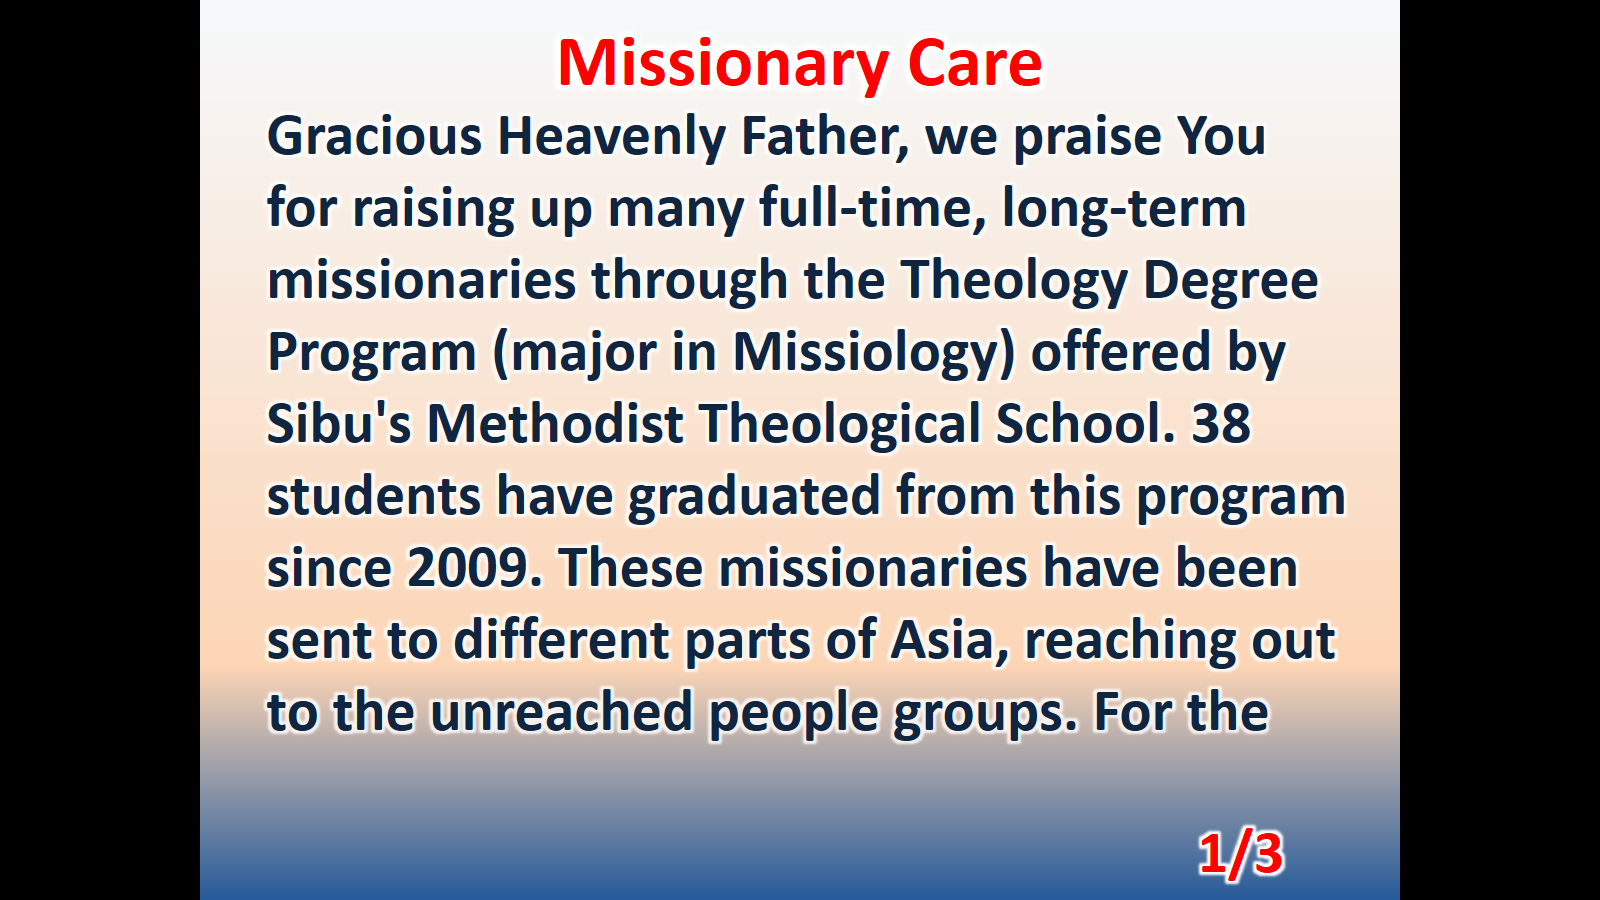 Missionary Care
Gracious Heavenly Father, we praise You
for raising up many full-time, long-term
missionaries through the Theology Degree
Program (major in Missiology) offered by
Sibu's Methodist Theological School. 38
students have graduated from this program
since 2009. These missionaries have been
sent to different parts of Asia, reaching out
to the unreached people groups. For the
1/3